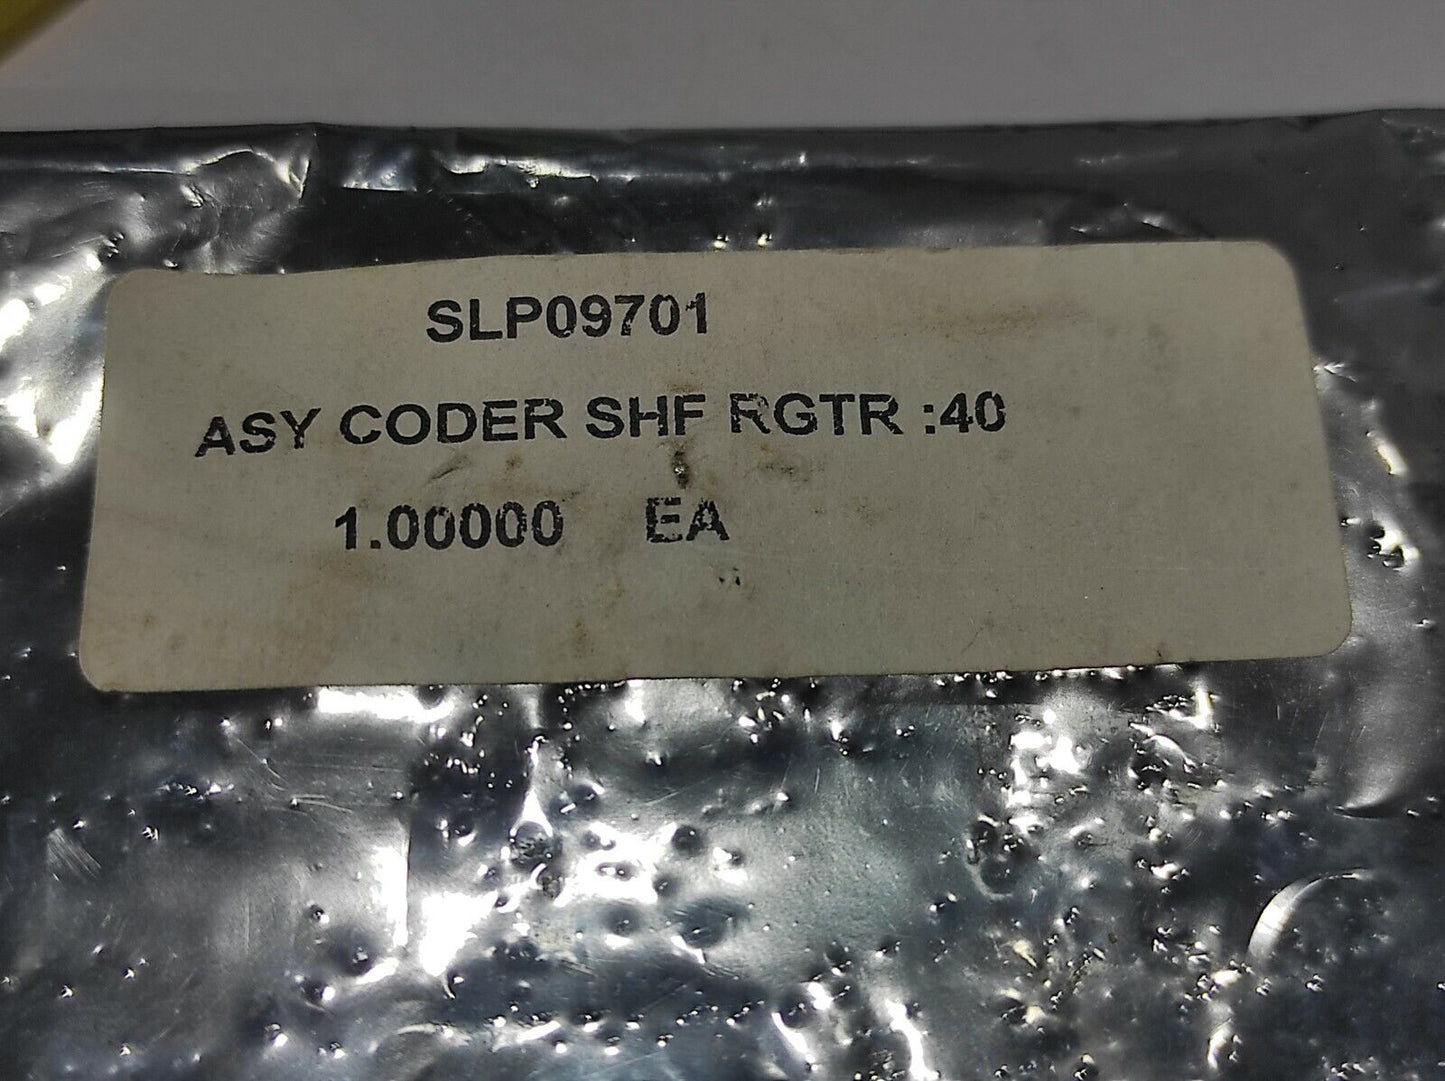 SLP09701
ASY CODER SHF RGTR :40
1.00000 EA